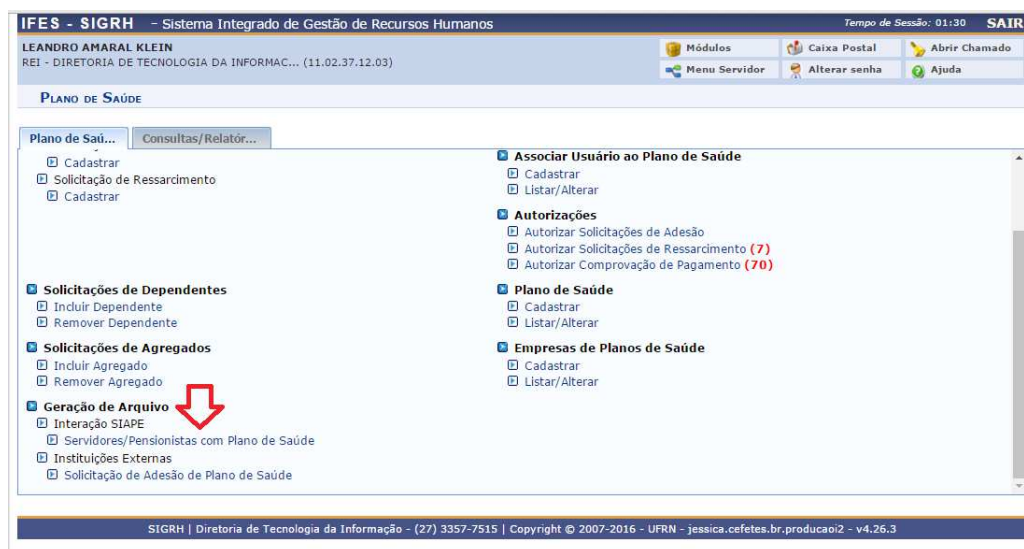 IFES - SIGRH - Sistema Integrado de Gestão de Recursos Humanos
Tempo de Sessão: 01:30 SAIR
LEANDRO AMARAL KLEIN
REI - DIRETORIA DE TECNOLOGIA DA INFORMAC... (11.02.37.12.03)
Módulos Caixa Postal Abrir Chamado
Menu Servidor Alterar senha Ajuda
PLANO DE SAÚDE
Plano de Saú... Consultas/Relatór...
Cadastrar
Solicitação de Ressarcimento
Cadastrar
Associar Usuário ao Plano de Saúde
Cadastrar
Listar/Alterar
Autorizações
Autorizar Solicitações de Adesão
Autorizar Solicitações de Ressarcimento (7)
Autorizar Comprovação de Pagamento (70)
Solicitações de Dependentes
Incluir Dependente
Remover Dependente
Plano de Saúde
Cadastrar
Listar/Alterar
Solicitações de Agregados
Incluir Agregado
Remover Agregado
Empresas de Planos de Saúde
Cadastrar
Listar/Alterar
Geração de Arquivo
Interação SIAPE
Servidores/Pensionistas com Plano de Saúde
Instituições Externas
Solicitação de Adesão de Plano de Saúde
SIGRH | Diretoria de Tecnologia da Informação - (27) 3357-7515 | Copyright © 2007-2016 - UFRN - jessica.cefetes.br.producaoi2 - v4.26.3